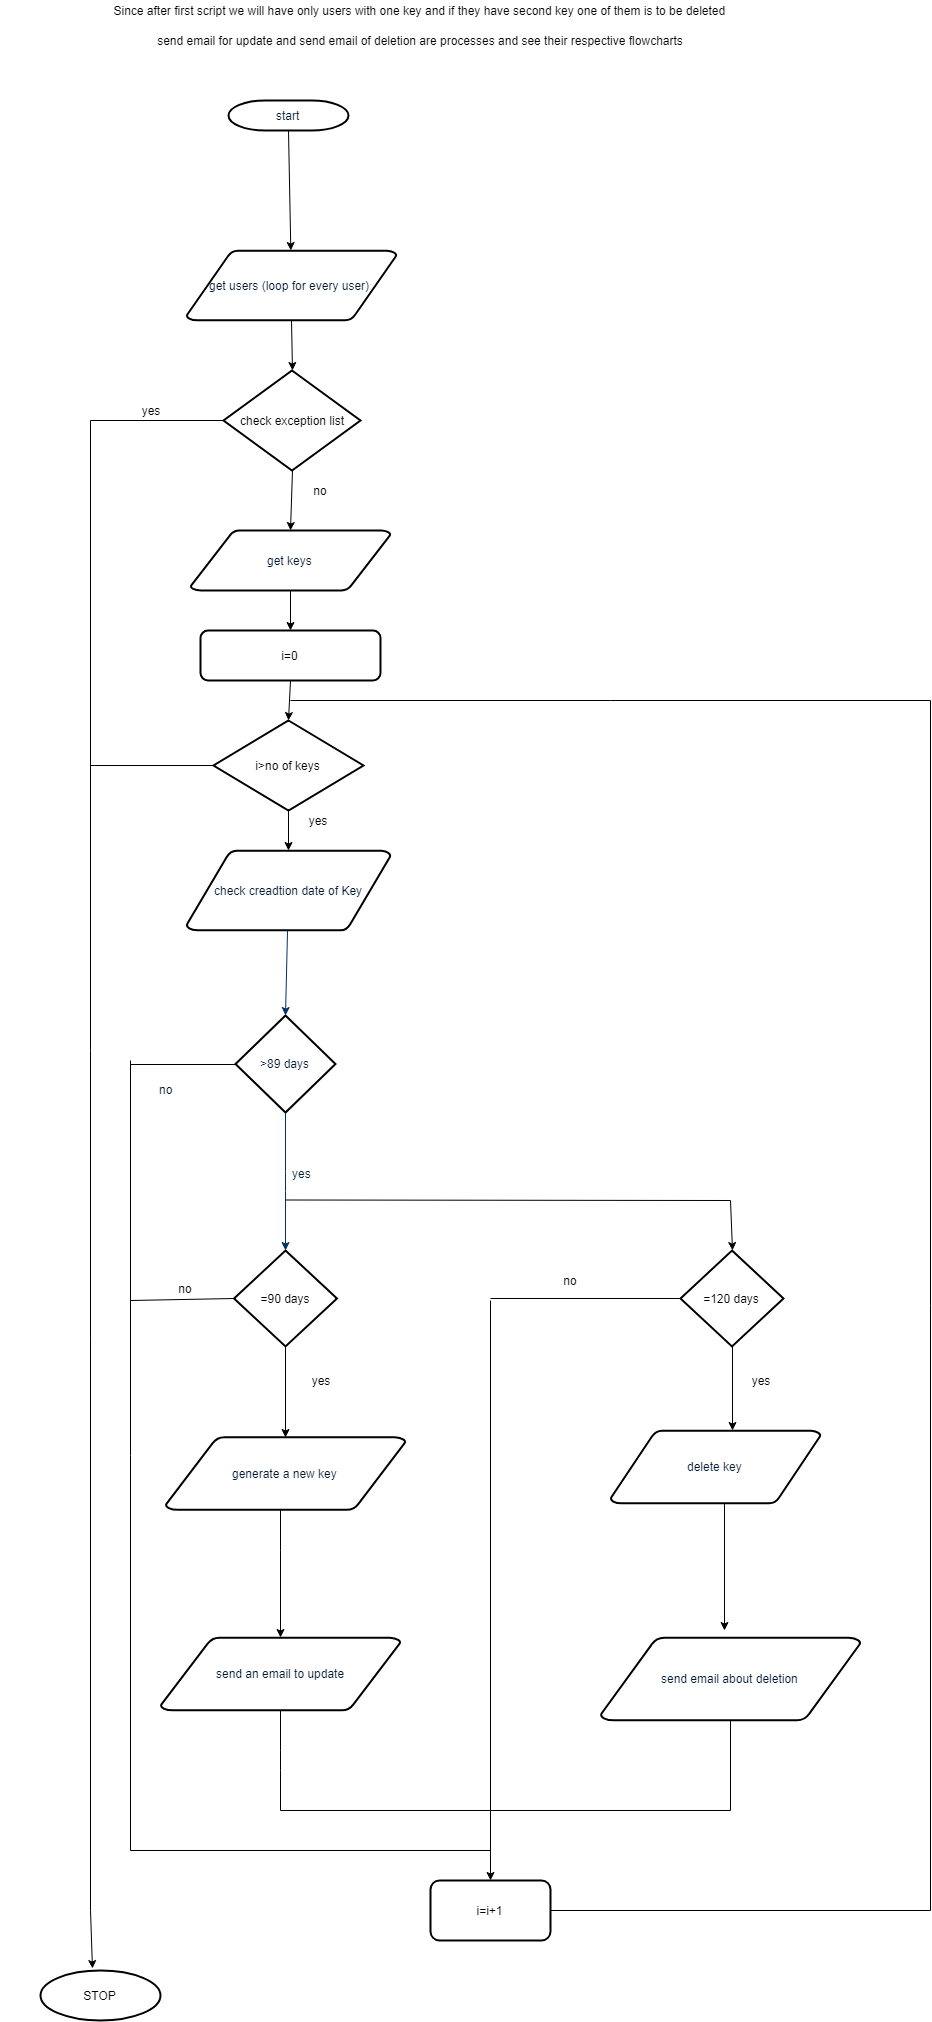 Since after first script we will have only users with one key and if they have second key one of them is to be deleted
send email for update and send email of deletion are processes and see their respective flowcharts
start
get users (loop for every user)
yes
check exception list
no
get keys
i=0
i>no of keys
yes
check creadtion date of Key
>89 days
no
yes
no
no
=90 days
=120 days
yes
yes
generate a new key
delete key
send an email to update
send email about deletion
i=i+1
STOP